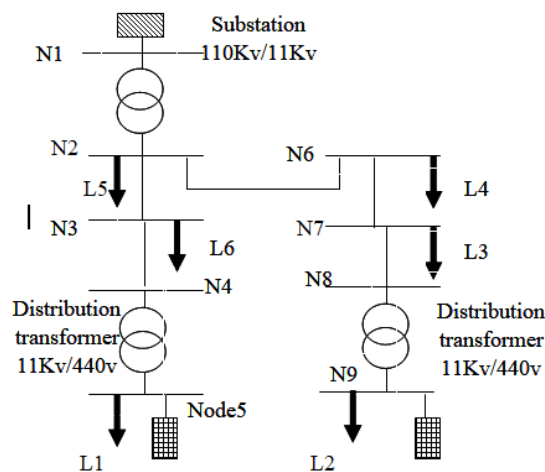 Substation
110Kv/11Kv
N1
N2
N6
L5
L4
N3
N7
L6
L3
N4
N8
Distribution
transformer
11Kv/440v
Distribution
transformer
11Kv/440v
N9
Node5
L1
L2